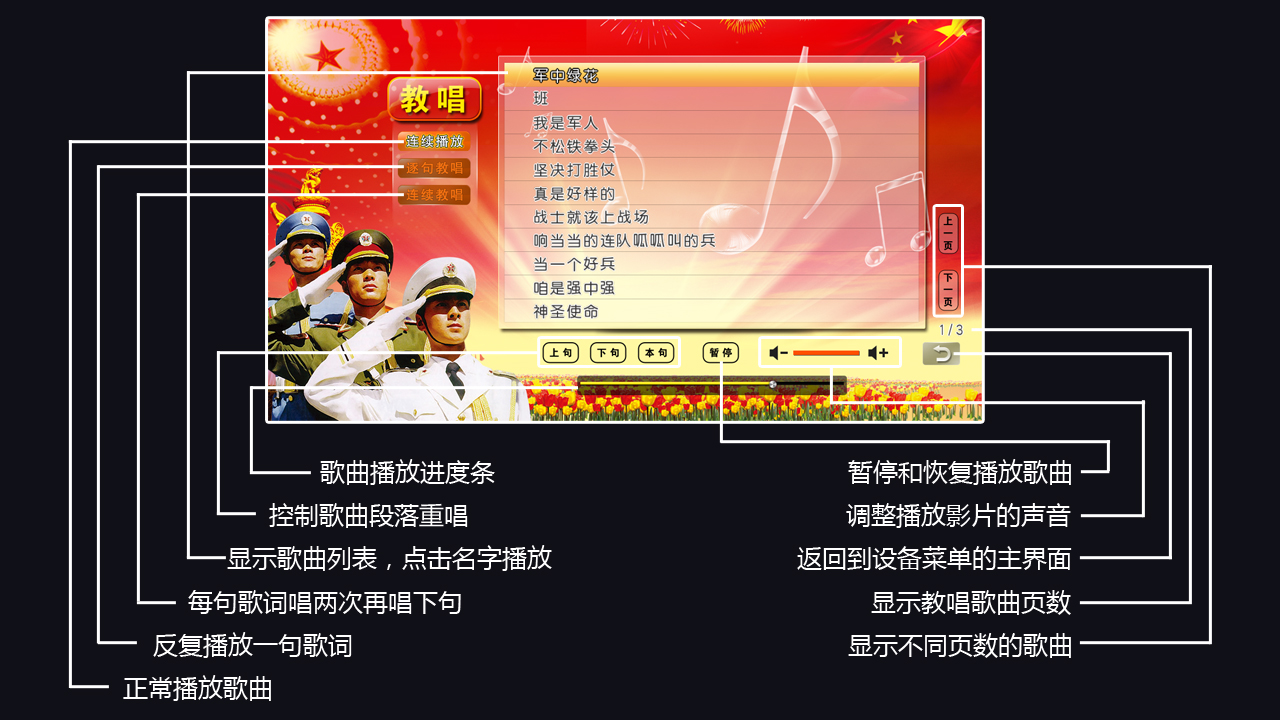 教唱
连续播放
逐句教唱
连续教唱
军中绿花
班
我是军人
不松铁拳头
坚决打胜仗
真是好样的
战士就该上战场
响当当的连队呱呱叫的兵
当一个好兵
咱是强中强
神圣使命
上一页
下一页
1/3
上句
下句
本句
暂停
歌曲播放进度条
控制歌曲段落重唱
显示歌曲列表，点击名字播放
每句歌词唱两次再唱下句
反复播放一句歌词
正常播放歌曲
暂停和恢复播放歌曲
调整播放影片的声音
返回到设备菜单的主界面
显示教唱歌曲页数
显示不同页数的歌曲